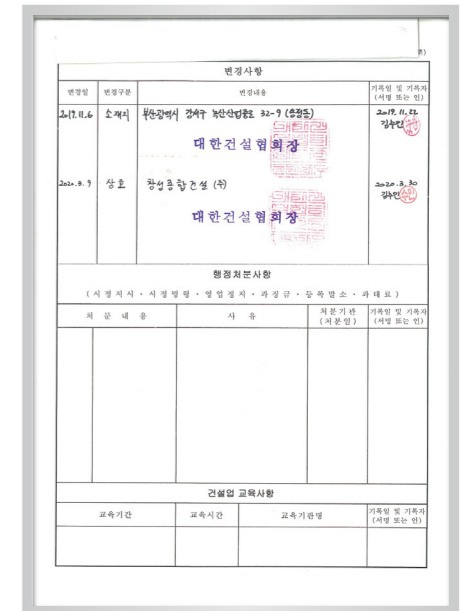 쪽)
변경사항
변경일 변경구분 변경내용 기록일 및 기록자
(서명 또는 인)
2019.11.6 소재지 부산광역시 강서구 녹산산업중로 32-9 (송정동) 2019.11.22
대한건설협회장
2020.3.9 상호 창성종합건설 (주) 2020.3.30
대한건설협회장
행정처분사항
(시정지시·시정명령·영업정지·과징금·등록말소·과태료)
처분내용 사유 처분기관
(처분일) 기록일 및 기록자
(서명 또는 인)
건설업 교육사항
교육기간 교육시간 교육기관명 기록일 및 기록자
(서명 또는 인)